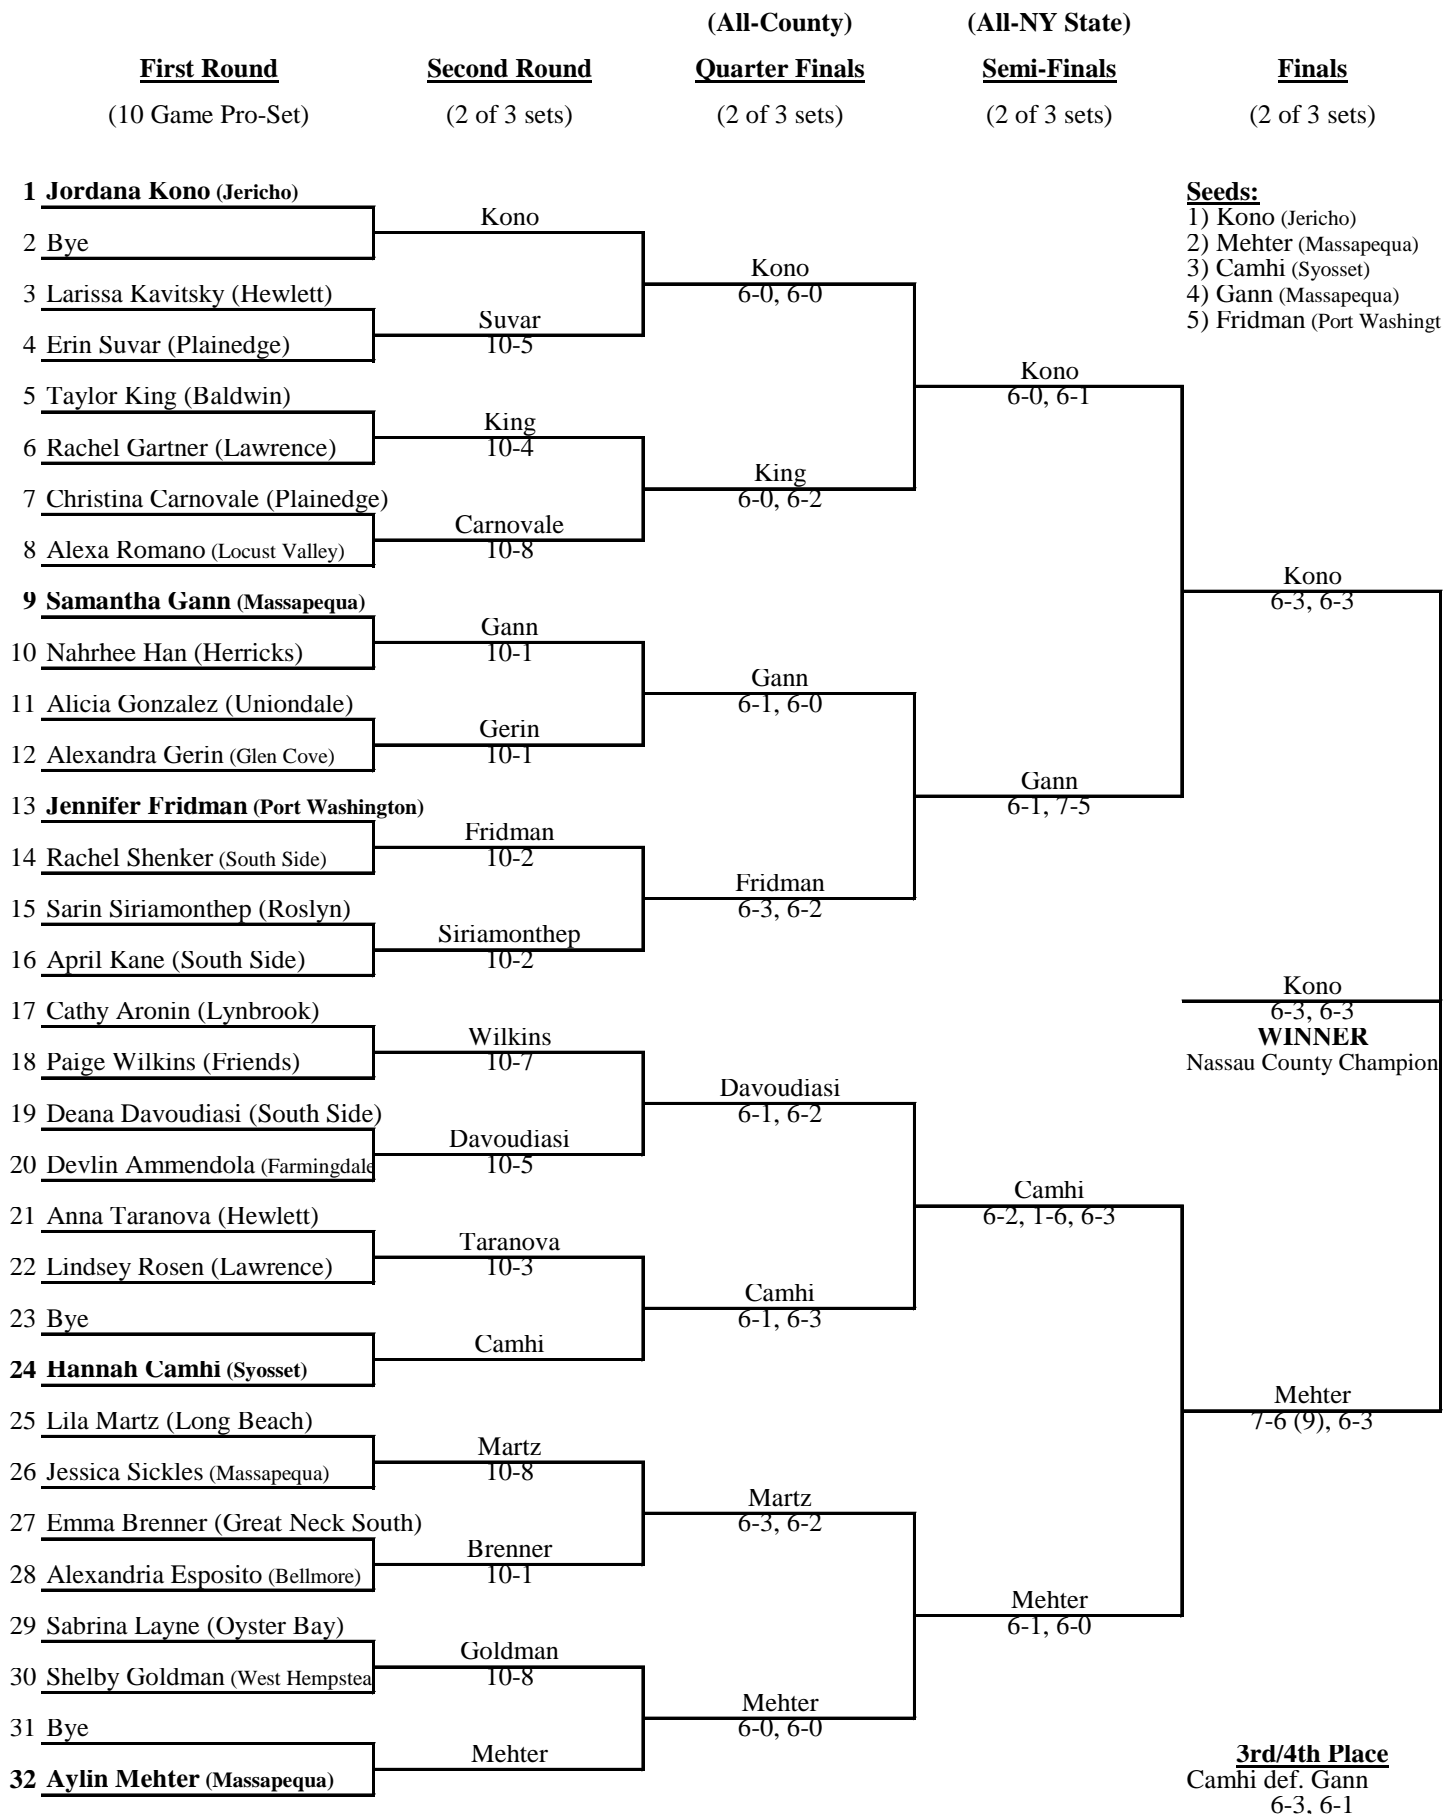 (All-County) (All-NY State)
First Round Second Round Quarter Finals Semi-Finals Finals
(10 Game Pro-Set) (2 of 3 sets) (2 of 3 sets) (2 of 3 sets) (2 of 3 sets)
1 Jordana Kono (Jericho)
Seeds:
Kono
1) Kono (Jericho)
2 Bye
2) Mehter (Massapequa)
Kono
3) Camhi (Syosset)
3 Larissa Kavitsky (Hewlett)
6-0, 6-0
4) Gann (Massapequa)
Suvar
5) Fridman (Port Washingt
4 Erin Suvar (Plainedge)
10-5
Kono
5 Taylor King (Baldwin)
6-0, 6-1
King
6 Rachel Gartner (Lawrence)
10-4
King
7 Christina Carnovale (Plainedge)
6-0, 6-2
Carnovale
8 Alexa Romano (Locust Valley)
10-8
Kono
9 Samantha Gann (Massapequa)
6-3, 6-3
Gann
10 Nahrhee Han (Herricks)
10-1
Gann
11 Alicia Gonzalez (Uniondale)
6-1, 6-0
Gerin
12 Alexandra Gerin (Glen Cove)
10-1
Gann
13 Jennifer Fridman (Port Washington)
6-1, 7-5
Fridman
14 Rachel Shenker (South Side)
10-2
Fridman
15 Sarin Siriamonthep (Roslyn)
6-3, 6-2
Siriamonthep
16 April Kane (South Side)
10-2
Kono
17 Cathy Aronin (Lynbrook)
6-3, 6-3
Wilkins
WINNER
18 Paige Wilkins (Friends)
10-7
Nassau County Champion
Davoudiasi
19 Deana Davoudiasi (South Side)
6-1, 6-2
Davoudiasi
20 Devlin Ammendola (Farmingdale
10-5
Camhi
21 Anna Taranova (Hewlett)
6-2, 1-6, 6-3
Taranova
22 Lindsey Rosen (Lawrence)
10-3
Camhi
23 Bye
6-1, 6-3
Camhi
24 Hannah Camhi (Syosset)
Mehter
25 Lila Martz (Long Beach)
7-6 (9), 6-3
Martz
26 Jessica Sickles (Massapequa)
10-8
Martz
27 Emma Brenner (Great Neck South)
6-3, 6-2
Brenner
28 Alexandria Esposito (Bellmore)
10-1
Mehter
29 Sabrina Layne (Oyster Bay)
6-1, 6-0
Goldman
30 Shelby Goldman (West Hempstea
10-8
Mehter
31 Bye
6-0, 6-0
Mehter
3rd/4th Place
32 Aylin Mehter (Massapequa)
Camhi def. Gann
6-3, 6-1